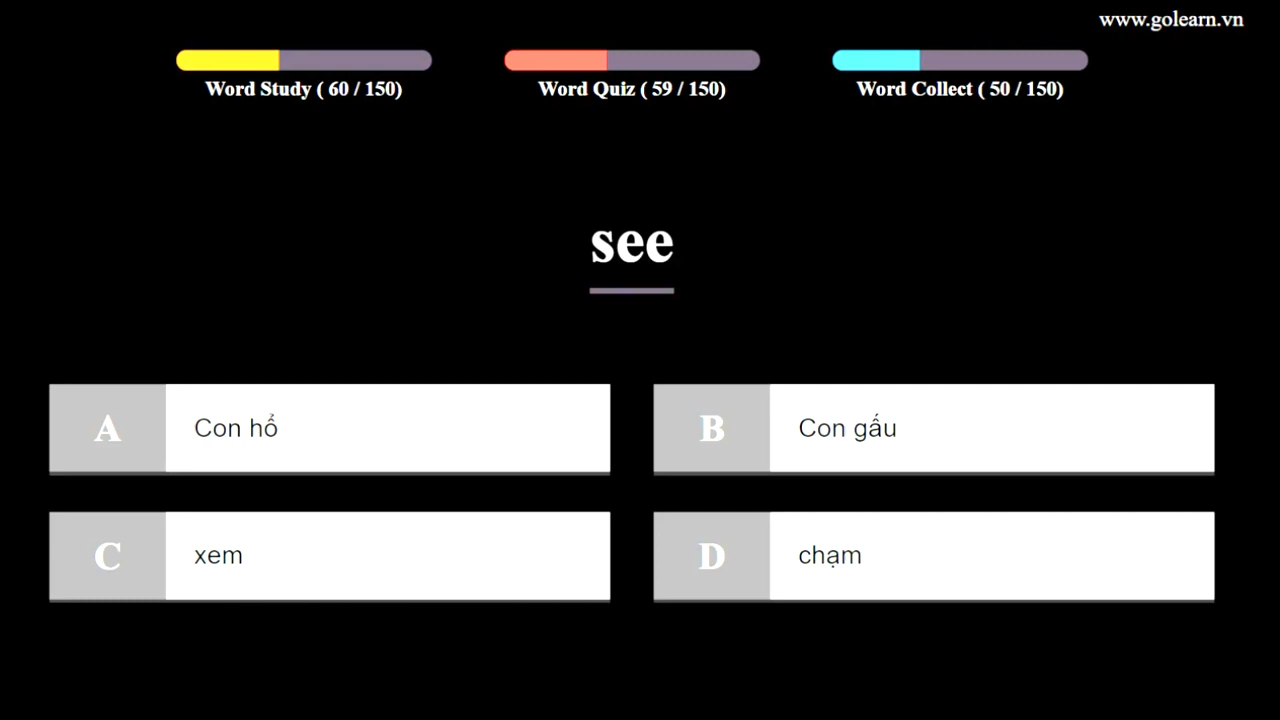 www.golearn.vn
Word Study ( 60 / 150)
Word Quiz ( 59 / 150)
Word Collect ( 50 / 150)
see
A Con hổ
B Con gấu
C xem
D chạm